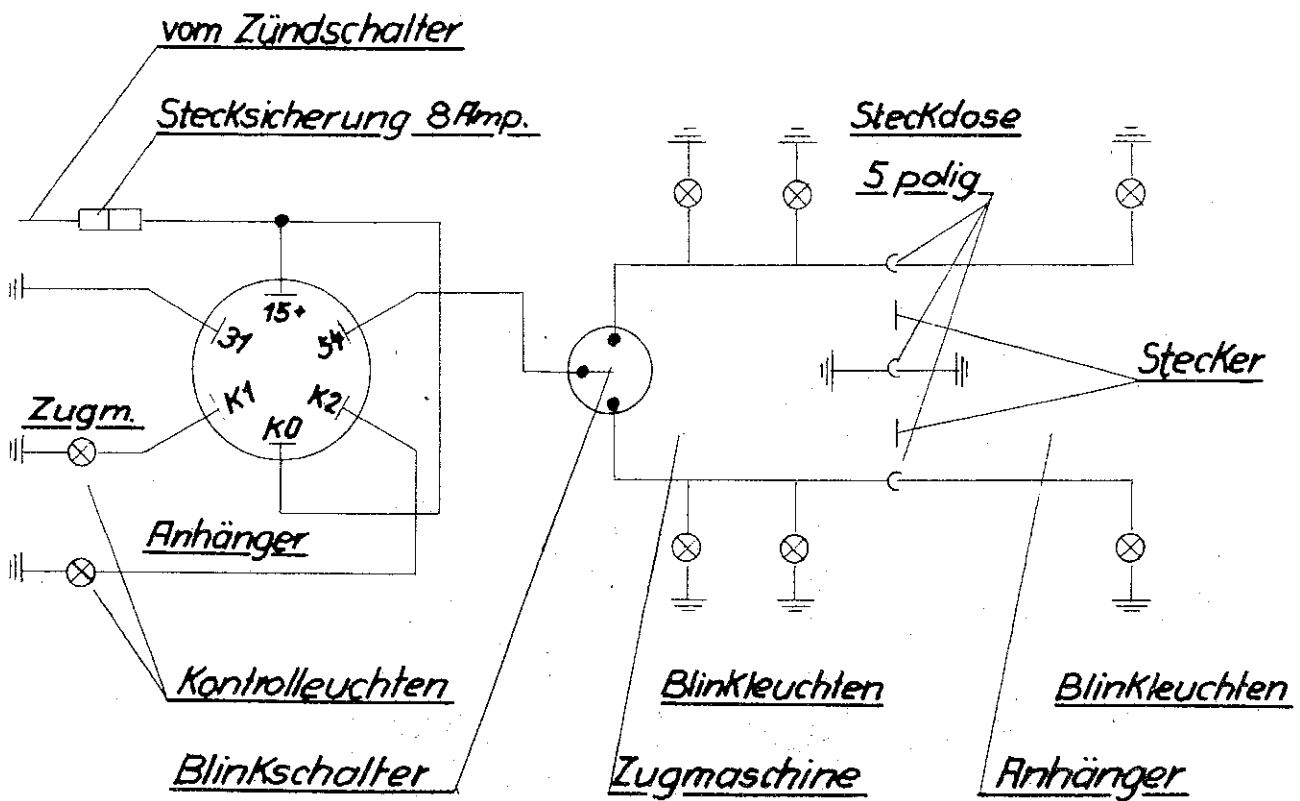 vom Zündschalter
Stecksicherung 8 Amp.
Steckdose
5 polig
15+
31
54
K1
K2
K0
Zugm.
Stecker
Anhänger
Kontrolleuchten
Blinkleuchten
Blinkleuchten
Blinkschalter
Zugmaschine
Anhänger